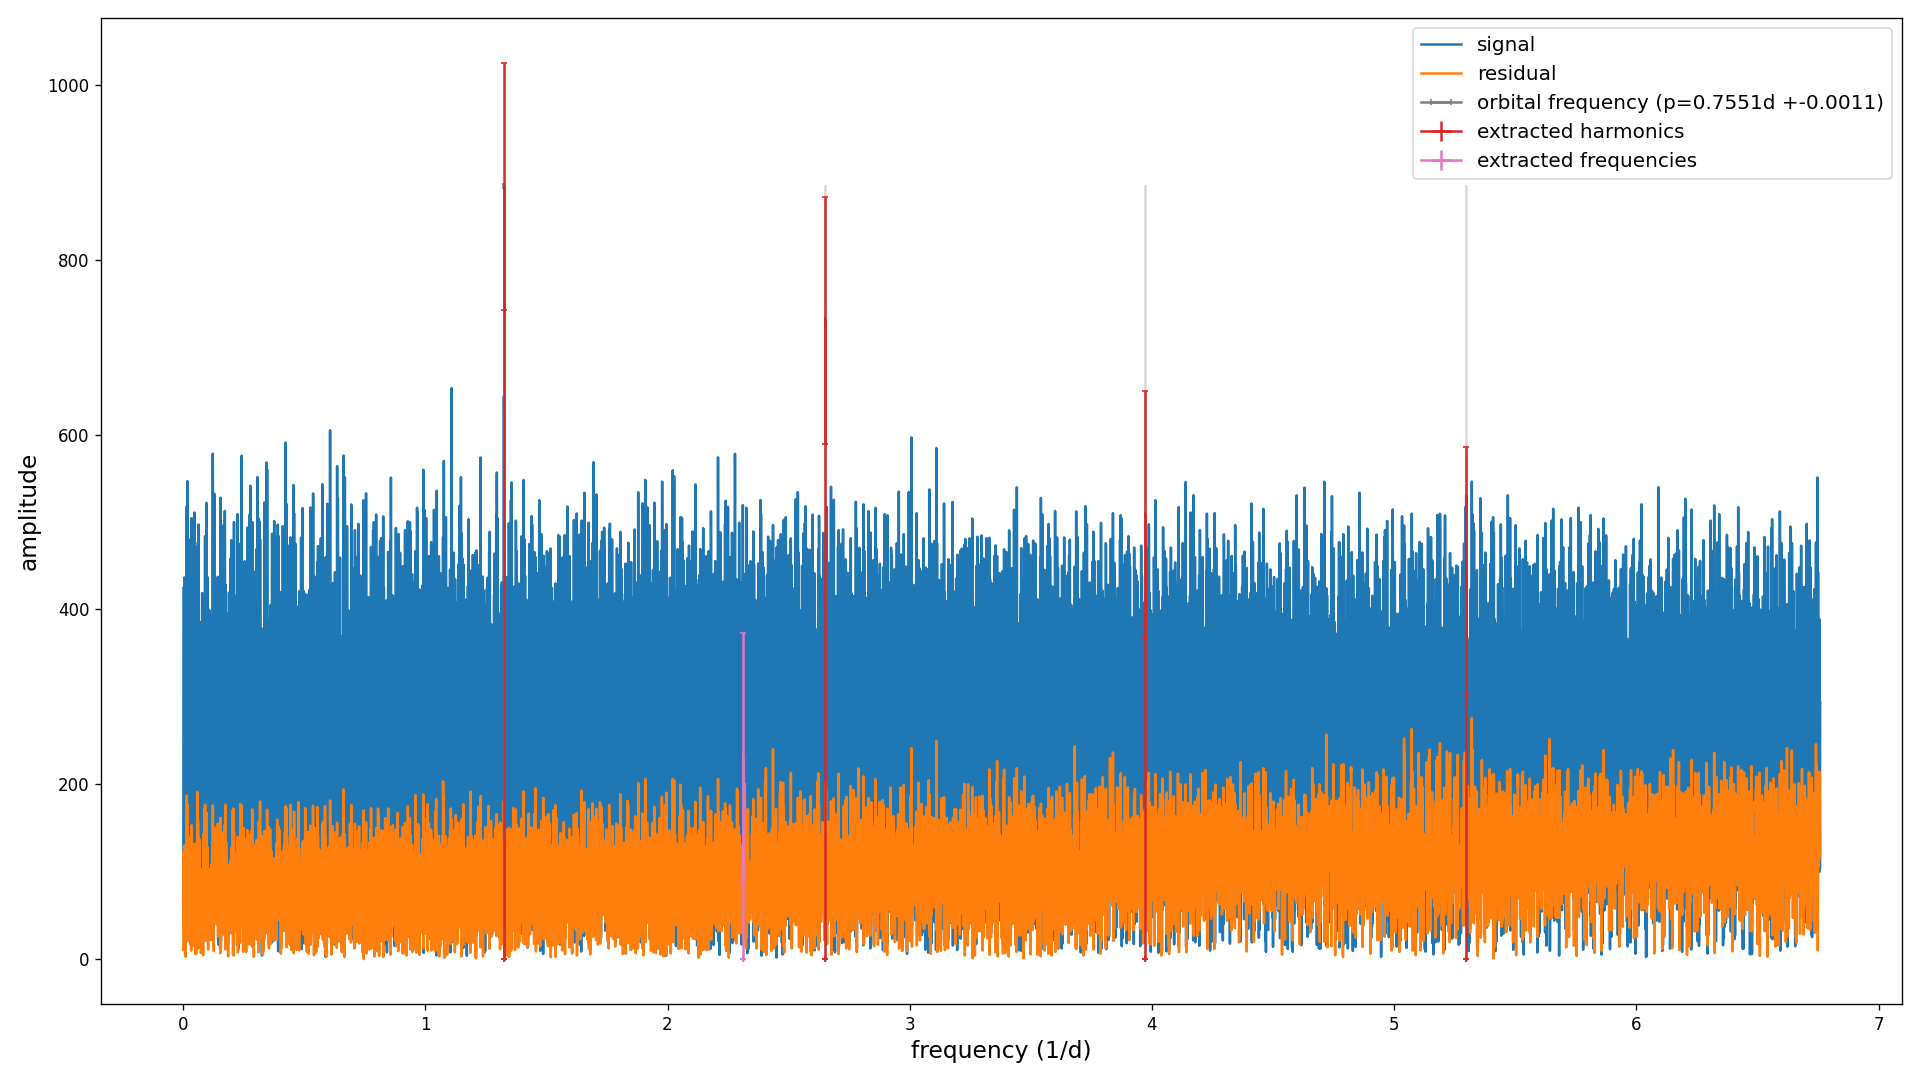 signal
residual
orbital frequency (p=0.7551d +-0.0011)
extracted harmonics
extracted frequencies
1000
800
600
400
200
0
amplitude
0 1 2 3 4 5 6 7
frequency (1/d)